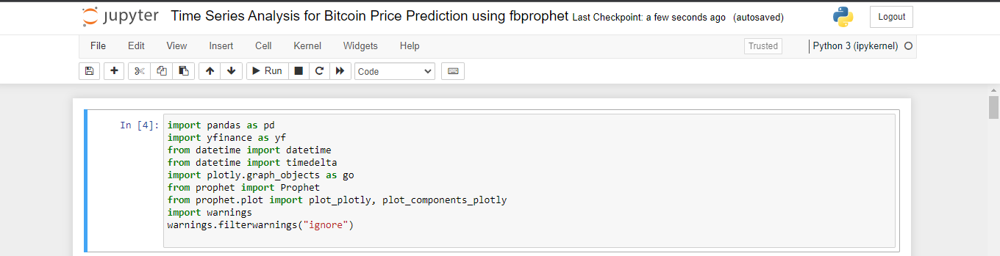 jupyter Time Series Analysis for Bitcoin Price Prediction using fbprophet Last Checkpoint: a few seconds ago (autosaved) Logout
File Edit View Insert Cell Kernel Widgets Help Trusted Python 3 (ipykernel)
Run Code
In [4]: import pandas as pd
import yfinance as yf
from datetime import datetime
from datetime import timedelta
import plotly.graph_objects as go
from prophet import Prophet
from prophet.plot import plot_plotly, plot_components_plotly
import warnings
warnings.filterwarnings("ignore")